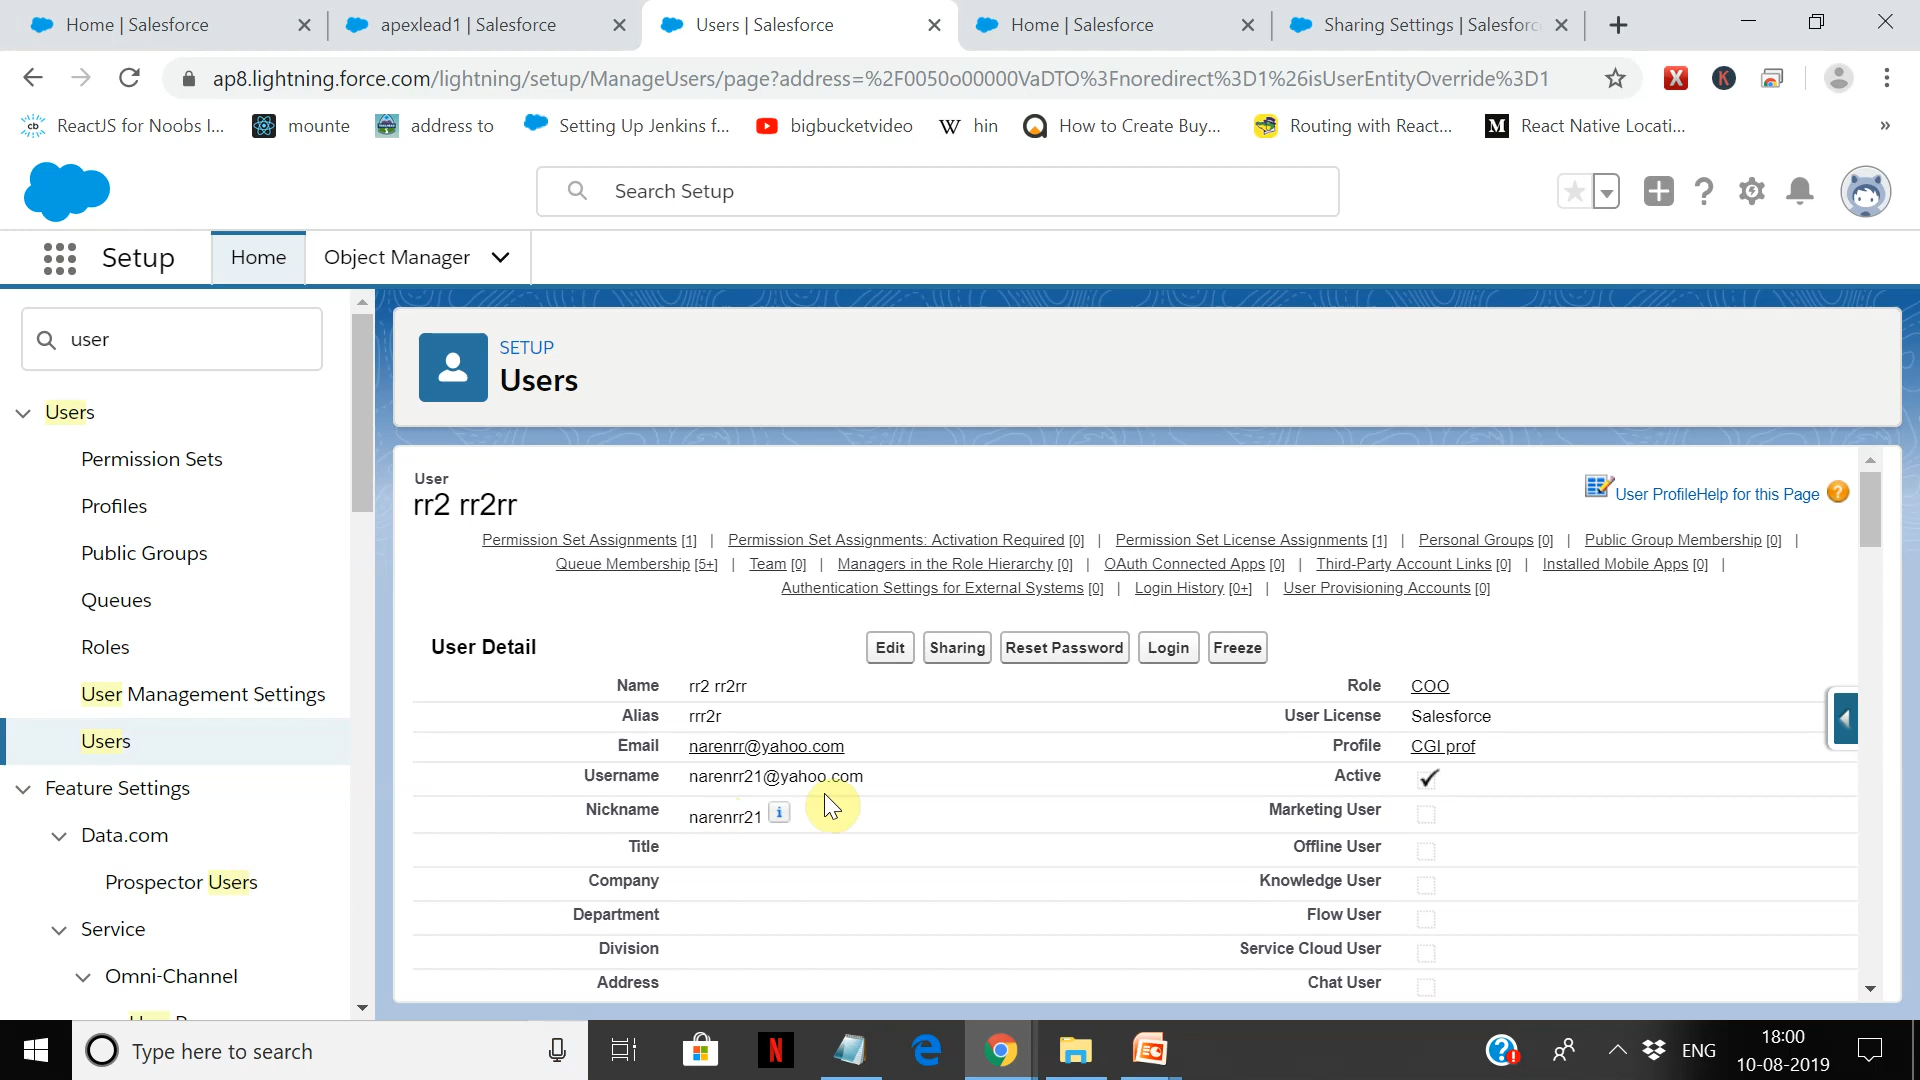 Home | Salesforce
apexlead1 | Salesforce
Users | Salesforce
Home | Salesforce
Sharing Settings | Salesforc
ap8.lightning.force.com/lightning/setup/ManageUsers/page?address=%2F0050o00000VaDTO%3Fnoredirect%3D1%26isUserEntityOverride%3D1
ReactJS for Noobs I...
mounte
address to
Setting Up Jenkins f...
bigbucketvideo
hin
How to Create Buy...
Routing with React...
React Native Locati...
Search Setup
Setup
Home
Object Manager
user
Users
Permission Sets
Profiles
Public Groups
Queues
Roles
User Management Settings
Users
Feature Settings
Data.com
Prospector Users
Service
Omni-Channel
SETUP
Users
User
rr2 rr2rr
User Profile Help for this Page
Permission Set Assignments [1] | Permission Set Assignments: Activation Required [0] | Permission Set License Assignments [1] | Personal Groups [0] | Public Group Membership [0] |
Queue Membership [5+] | Team [0] | Managers in the Role Hierarchy [0] | OAuth Connected Apps [0] | Third-Party Account Links [0] | Installed Mobile Apps [0] |
Authentication Settings for External Systems [0] | Login History [0+] | User Provisioning Accounts [0]
User Detail
Edit
Sharing
Reset Password
Login
Freeze
Name rr2 rr2rr
Role COO
Alias rrr2r
User License Salesforce
Email narenrr@yahoo.com
Profile CGI prof
Username narenrr21@yahoo.com
Active
Nickname narenrr21
Marketing User
Title
Offline User
Company
Knowledge User
Department
Flow User
Division
Service Cloud User
Address
Chat User
Type here to search
ENG
18:00
10-08-2019